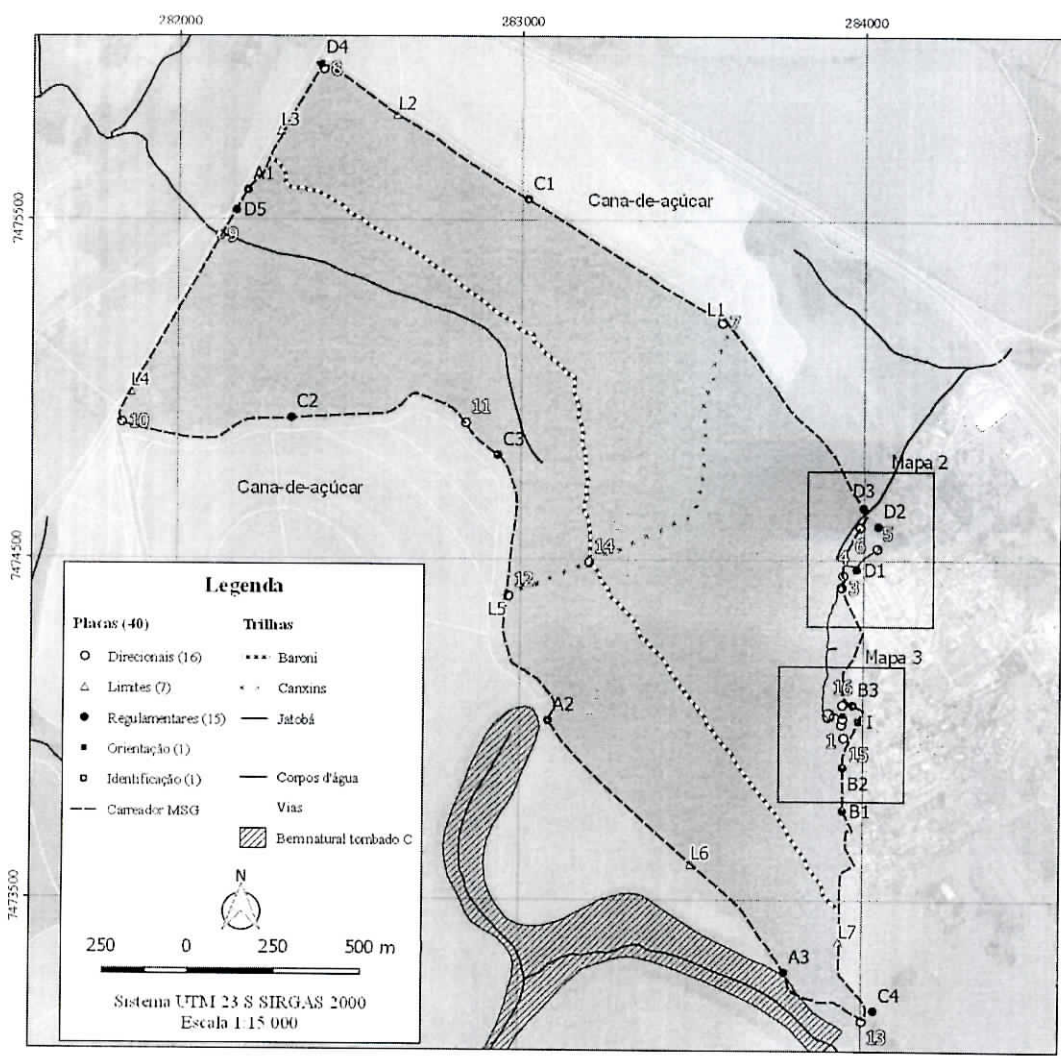 282000
283000
284000
D4
8
L2
L3
A1
C1
Cana-de-açúcar
D5
9
7475500
L1
7
L4
10
C2
11
C3
Cana-de-açúcar
Mapa 2
D3
D2
5
6
4
D1
3
14
7474500
12
L5
Mapa 3
16
B3
I
1
15
A2
B2
B1
L6
7473500
L7
A3
C4
13
Legenda
Placas (40)
Trilhas
Direcionais (16)
Baroni
Limites (7)
Canxins
Regulamentares (15)
Jatobá
Orientação (1)
Identificação (1)
Corpos d'água
Carreador MSG
Vias
Bemnatural tombado C
N
250
0
250
500 m
Sistema UTM 23 S SIRGAS 2000
Escala 1:15 000